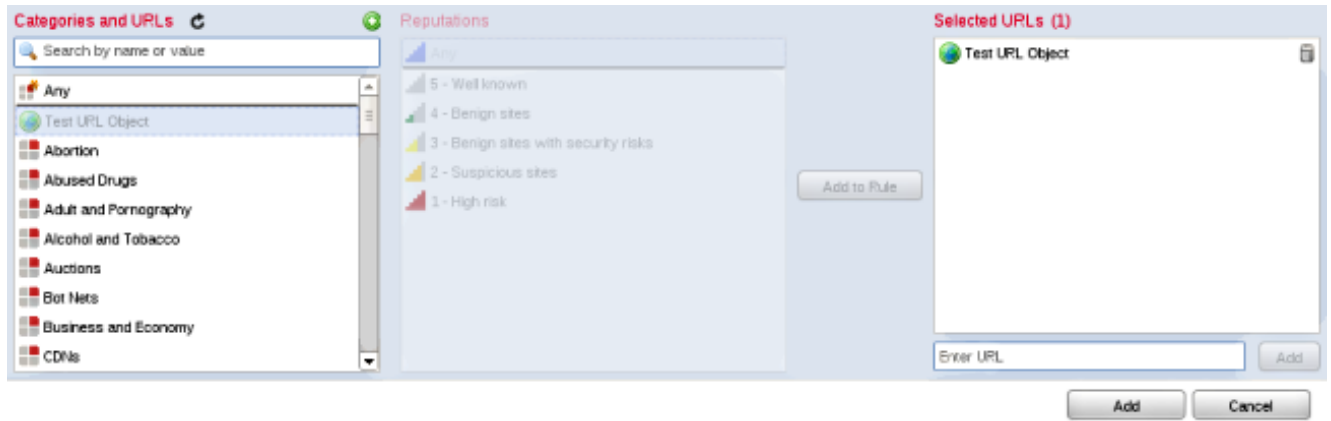 Categories and URLs
Search by name or value
Any
Test URL Object
Abortion
Abused Drugs
Adult and Pornography
Alcohol and Tobacco
Auctions
Bot Nets
Business and Economy
CDNs
Reputations
Any
5 - Well known
4 - Benign sites
3 - Benign sites with security risks
2 - Suspicious sites
1 - High risk
Add to Rule
Selected URLs (1)
Test URL Object
Enter URL
Add
Add
Cancel